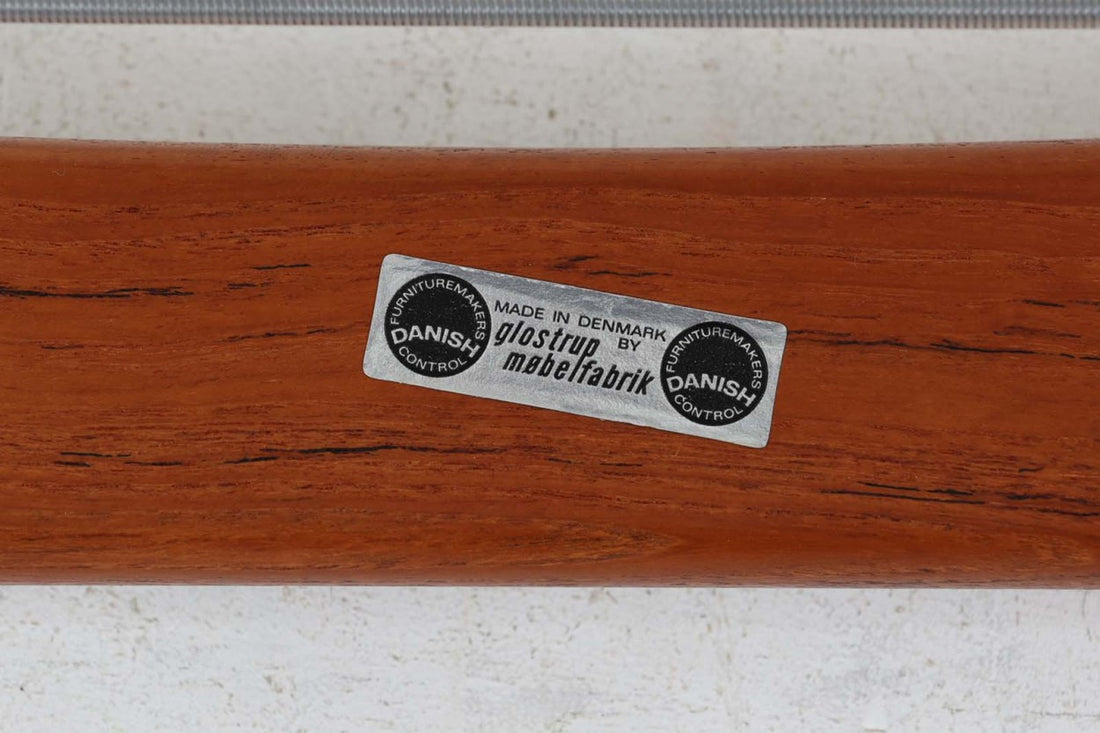 FURNITUREMAKERS
DANISH
CONTROL
MADE IN DENMARK
BY
glostrup
møbelfabrik
FURNITUREMAKERS
DANISH
CONTROL